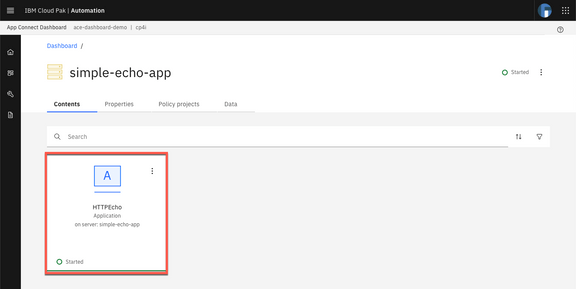 IBM Cloud Pak | Automation
App Connect Dashboard ace-dashboard-demo | cp4i
Dashboard /
simple-echo-app
Started
Contents Properties Policy projects Data
Search
A
HTTPEcho
Application
on server: simple-echo-app
Started